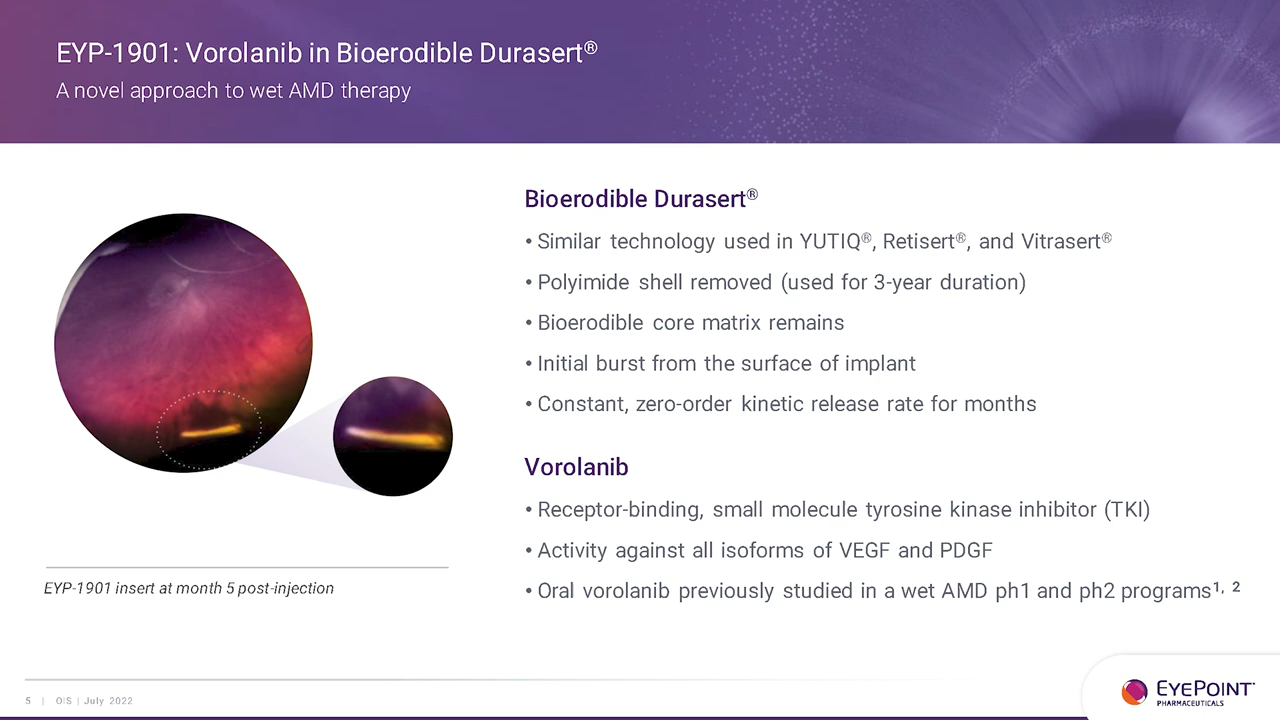 EYP-1901: Vorolanib in Bioerodible Durasert®
A novel approach to wet AMD therapy
Bioerodible Durasert®
• Similar technology used in YUTIQ®, Retisert®, and Vitrasert®
• Polyimide shell removed (used for 3-year duration)
• Bioerodible core matrix remains
• Initial burst from the surface of implant
• Constant, zero-order kinetic release rate for months
Vorolanib
• Receptor-binding, small molecule tyrosine kinase inhibitor (TKI)
• Activity against all isoforms of VEGF and PDGF
• Oral vorolanib previously studied in a wet AMD ph1 and ph2 programs1, 2
EYP-1901 insert at month 5 post-injection
5 | OIS | July 2022
EYEPOINT
PHARMACEUTICALS